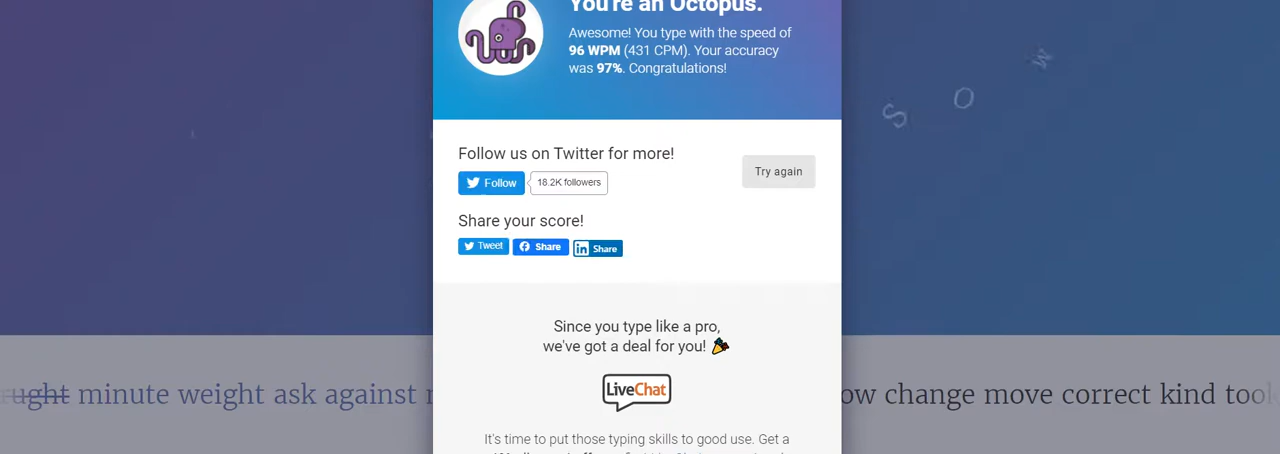 You're an Octopus.
Awesome! You type with the speed of
96 WPM (431 CPM). Your accuracy
was 97%. Congratulations!
Follow us on Twitter for more!
Try again
Follow
18.2K followers
Share your score!
Tweet
Share
Share
Since you type like a pro,
we've got a deal for you!
LiveChat
minute weight ask against
change move correct kind
It's time to put those typing skills to good use. Get a
S O W